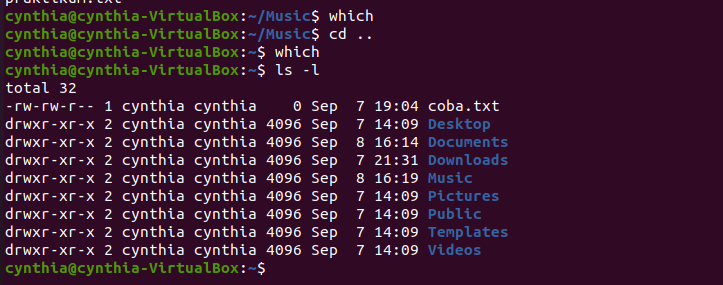 cynthia@cynthia-VirtualBox:~/Music$ which
cynthia@cynthia-VirtualBox:~/Music$ cd ..
cynthia@cynthia-VirtualBox:~$ which
cynthia@cynthia-VirtualBox:~$ ls -l
total 32
-rw-rw-r-- 1 cynthia cynthia    0 Sep  7 19:04 coba.txt
drwxr-xr-x 2 cynthia cynthia 4096 Sep  7 14:09 Desktop
drwxr-xr-x 2 cynthia cynthia 4096 Sep  8 16:14 Documents
drwxr-xr-x 2 cynthia cynthia 4096 Sep  7 21:31 Downloads
drwxr-xr-x 2 cynthia cynthia 4096 Sep  8 16:19 Music
drwxr-xr-x 2 cynthia cynthia 4096 Sep  7 14:09 Pictures
drwxr-xr-x 2 cynthia cynthia 4096 Sep  7 14:09 Public
drwxr-xr-x 2 cynthia cynthia 4096 Sep  7 14:09 Templates
drwxr-xr-x 2 cynthia cynthia 4096 Sep  7 14:09 Videos
cynthia@cynthia-VirtualBox:~$